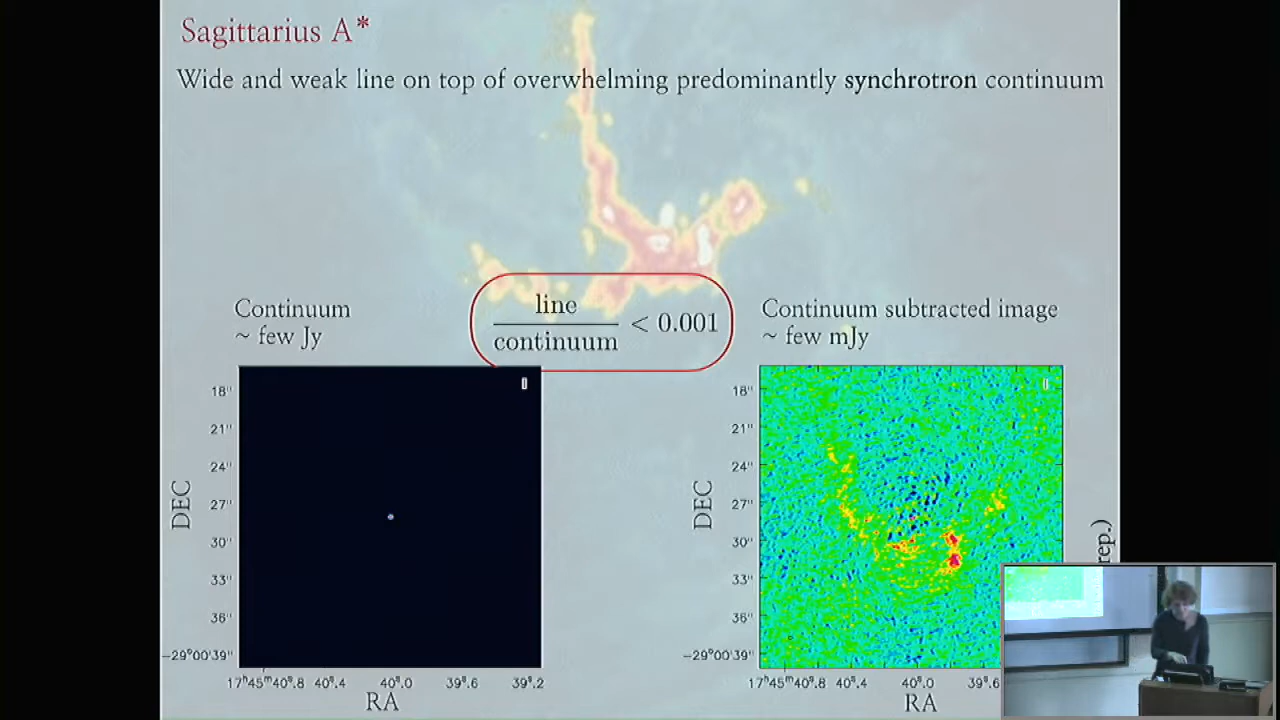 Sagittarius A*
Wide and weak line on top of overwhelming predominantly synchrotron continuum
Continuum
~ few Jy
line
continuum
< 0.001
Continuum subtracted image
~ few mJy
18"
21"
24"
27"
30"
33"
36"
−29°00'39"
DEC
17ʰ45ᵐ40ˢ.8 40ˢ.4 40ˢ.0 39ˢ.6 39ˢ.2
RA
18"
21"
24"
27"
30"
33"
36"
−29°00'39"
DEC
17ʰ45ᵐ40ˢ.8 40ˢ.4 40ˢ.0 39ˢ.6
RA
rep.)